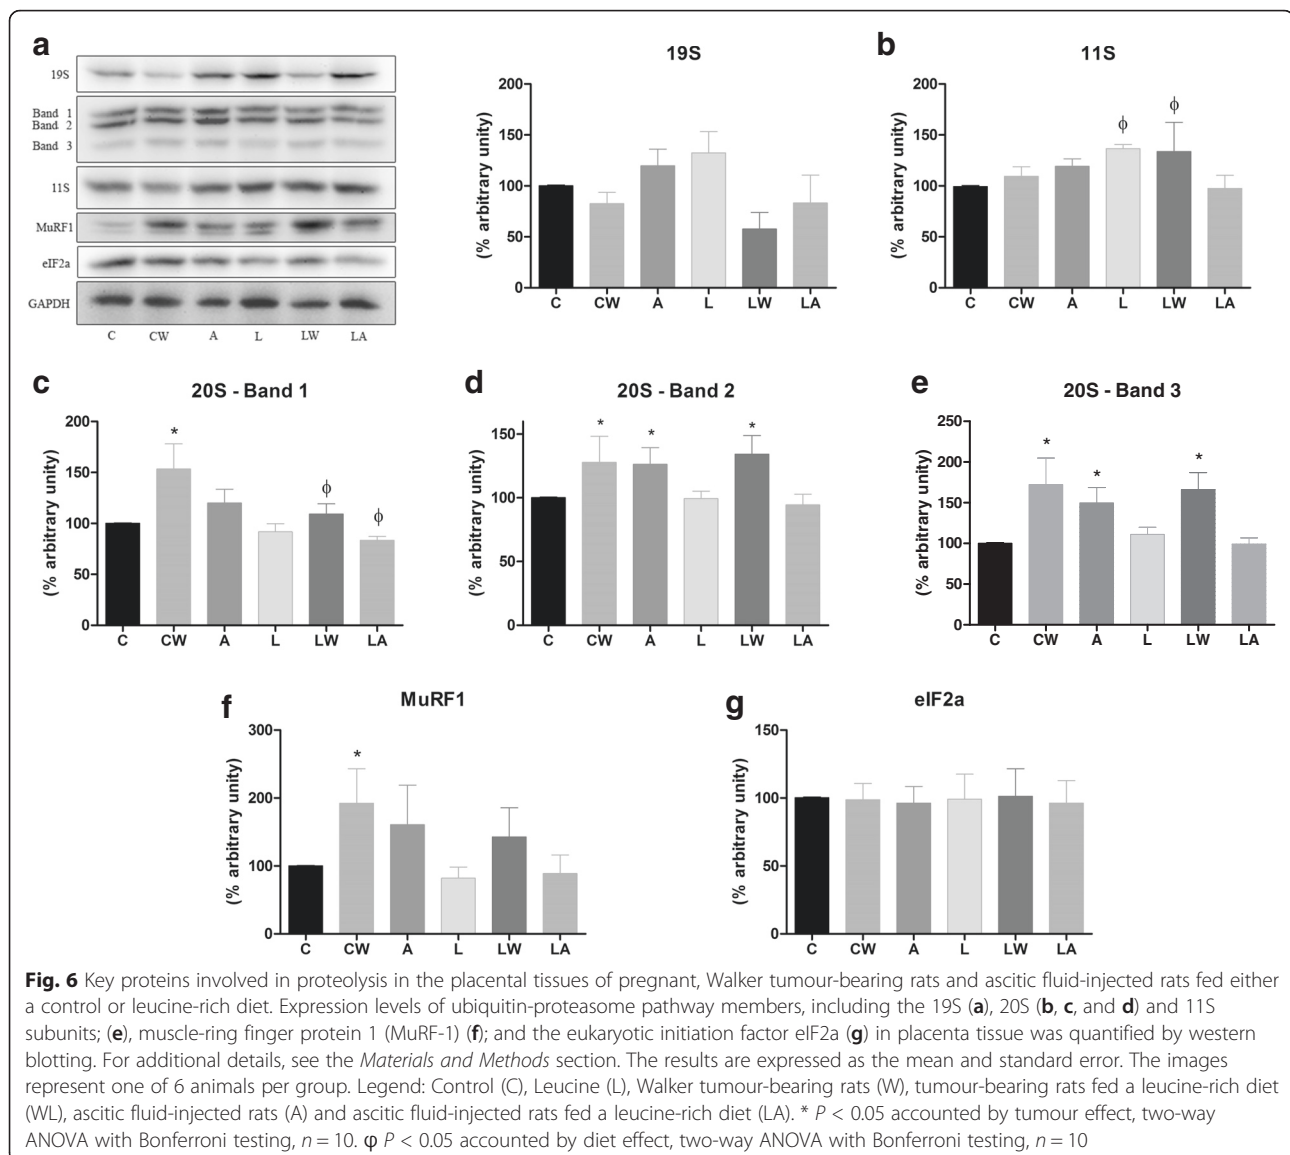 a
19S
Band 1
Band 2
Band 3
11S
MuRF1
eIF2a
GAPDH
C CW A L LW LA
19S
(% arbitrary unity)
200
150
100
50
0
C CW A L LW LA
b
11S
(% arbitrary unity)
200
150
100
50
0
ϕ ϕ
C CW A L LW LA
c
20S - Band 1
(% arbitrary unity)
200
150
100
50
0
* ϕ ϕ
C CW A L LW LA
d
20S - Band 2
(% arbitrary unity)
150
100
50
0
* * *
C CW A L LW LA
e
20S - Band 3
(% arbitrary unity)
250
200
150
100
50
0
* * *
C CW A L LW LA
f
MuRF1
(% arbitrary unity)
300
200
100
0
*
C CW A L LW LA
g
eIF2a
(% arbitrary unity)
150
100
50
0
C CW A L LW LA
Fig. 6 Key proteins involved in proteolysis in the placental tissues of pregnant, Walker tumour-bearing rats and ascitic fluid-injected rats fed either
a control or leucine-rich diet. Expression levels of ubiquitin-proteasome pathway members, including the 19S (a), 20S (b, c, and d) and 11S
subunits; (e), muscle-ring finger protein 1 (MuRF-1) (f); and the eukaryotic initiation factor eIF2a (g) in placenta tissue was quantified by western
blotting. For additional details, see the Materials and Methods section. The results are expressed as the mean and standard error. The images
represent one of 6 animals per group. Legend: Control (C), Leucine (L), Walker tumour-bearing rats (W), tumour-bearing rats fed a leucine-rich diet
(WL), ascitic fluid-injected rats (A) and ascitic fluid-injected rats fed a leucine-rich diet (LA). * P < 0.05 accounted by tumour effect, two-way
ANOVA with Bonferroni testing, n = 10. φ P < 0.05 accounted by diet effect, two-way ANOVA with Bonferroni testing, n = 10